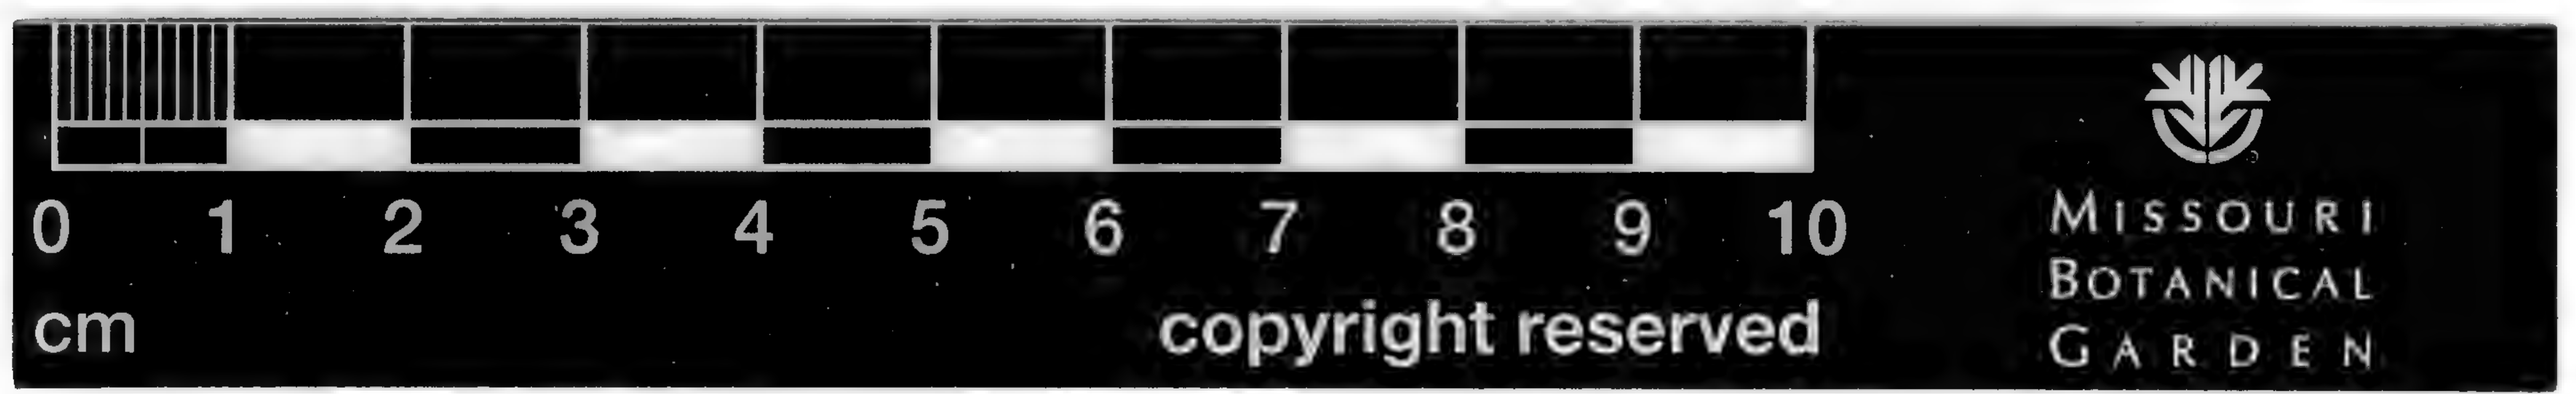 0 1 2 3 4 5 6 7 8 9 10
cm
copyright reserved
MISSOURI
BOTANICAL
GARDEN